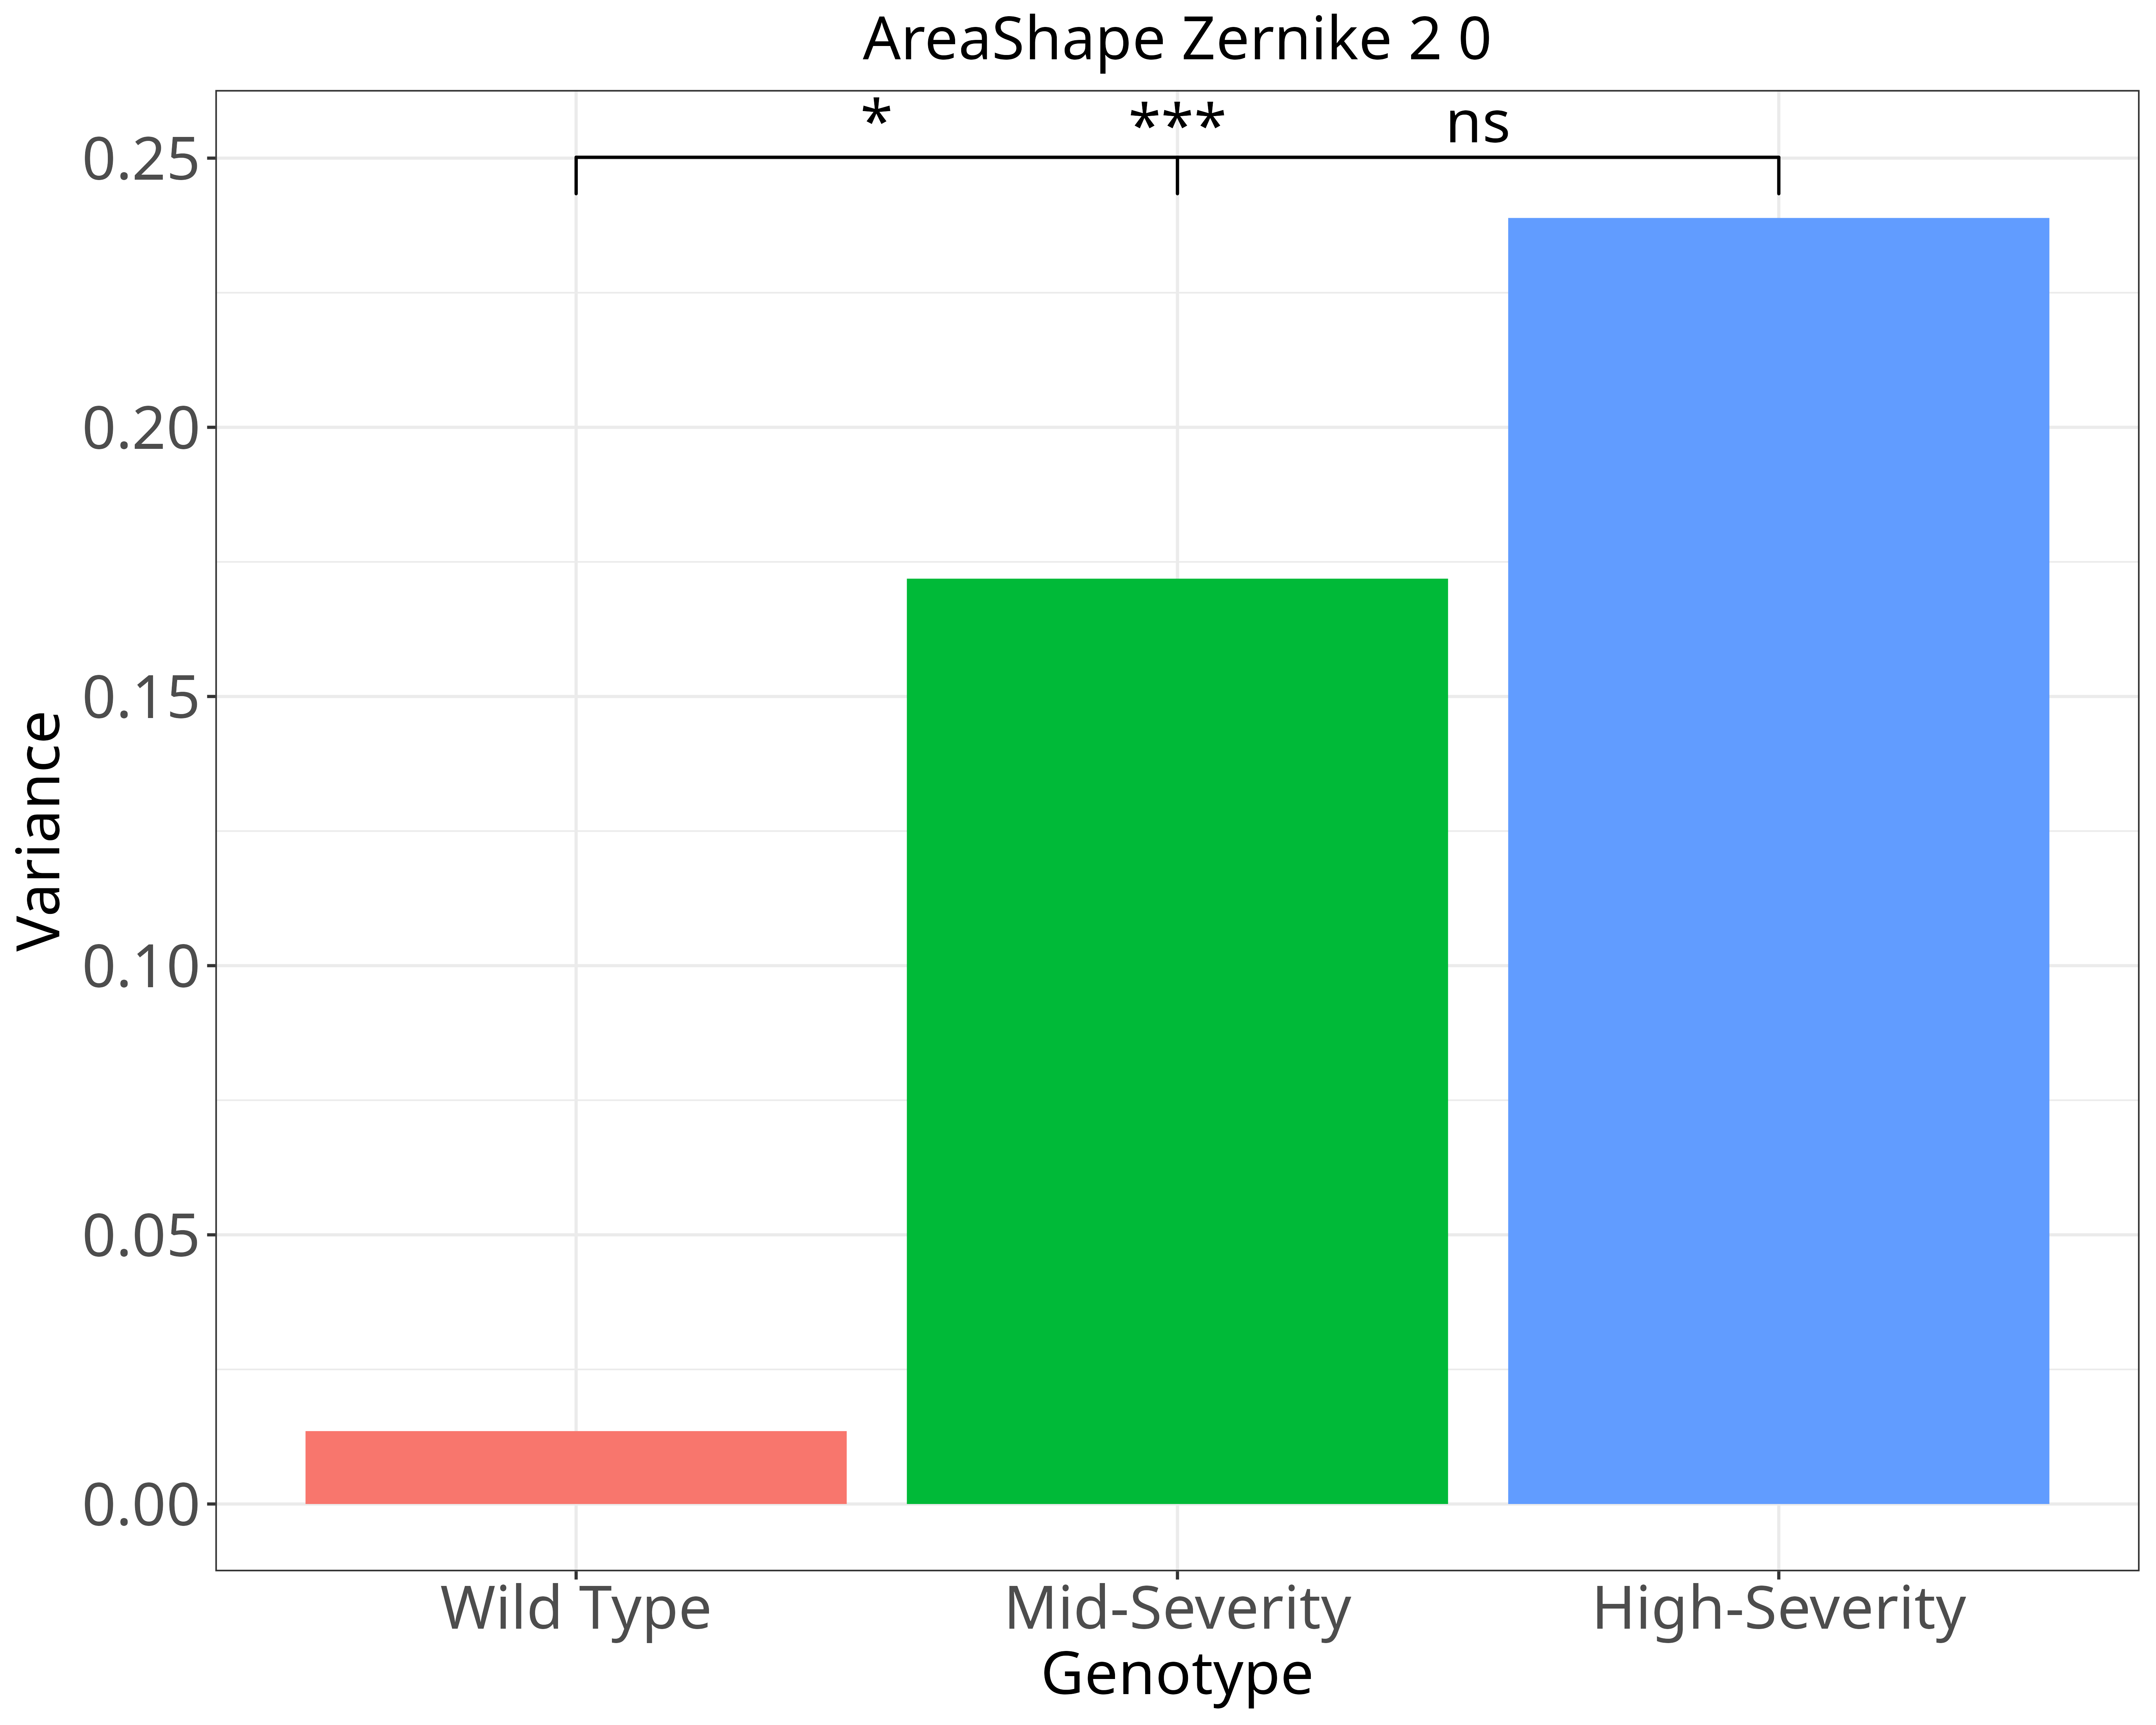 AreaShape Zernike 2 0
* *** ns
0.25
0.20
0.15
0.10
0.05
0.00
Variance
Wild Type Mid-Severity High-Severity
Genotype